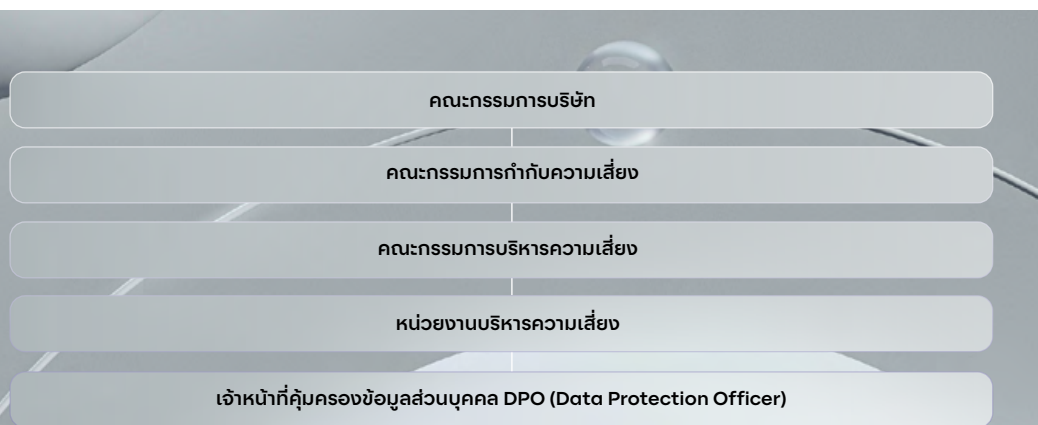 คณะกรรมการบริษัท
คณะกรรมการกำกับความเสี่ยง
คณะกรรมการบริหารความเสี่ยง
หน่วยงานบริหารความเสี่ยง
เจ้าหน้าที่คุ้มครองข้อมูลส่วนบุคคล DPO (Data Protection Officer)